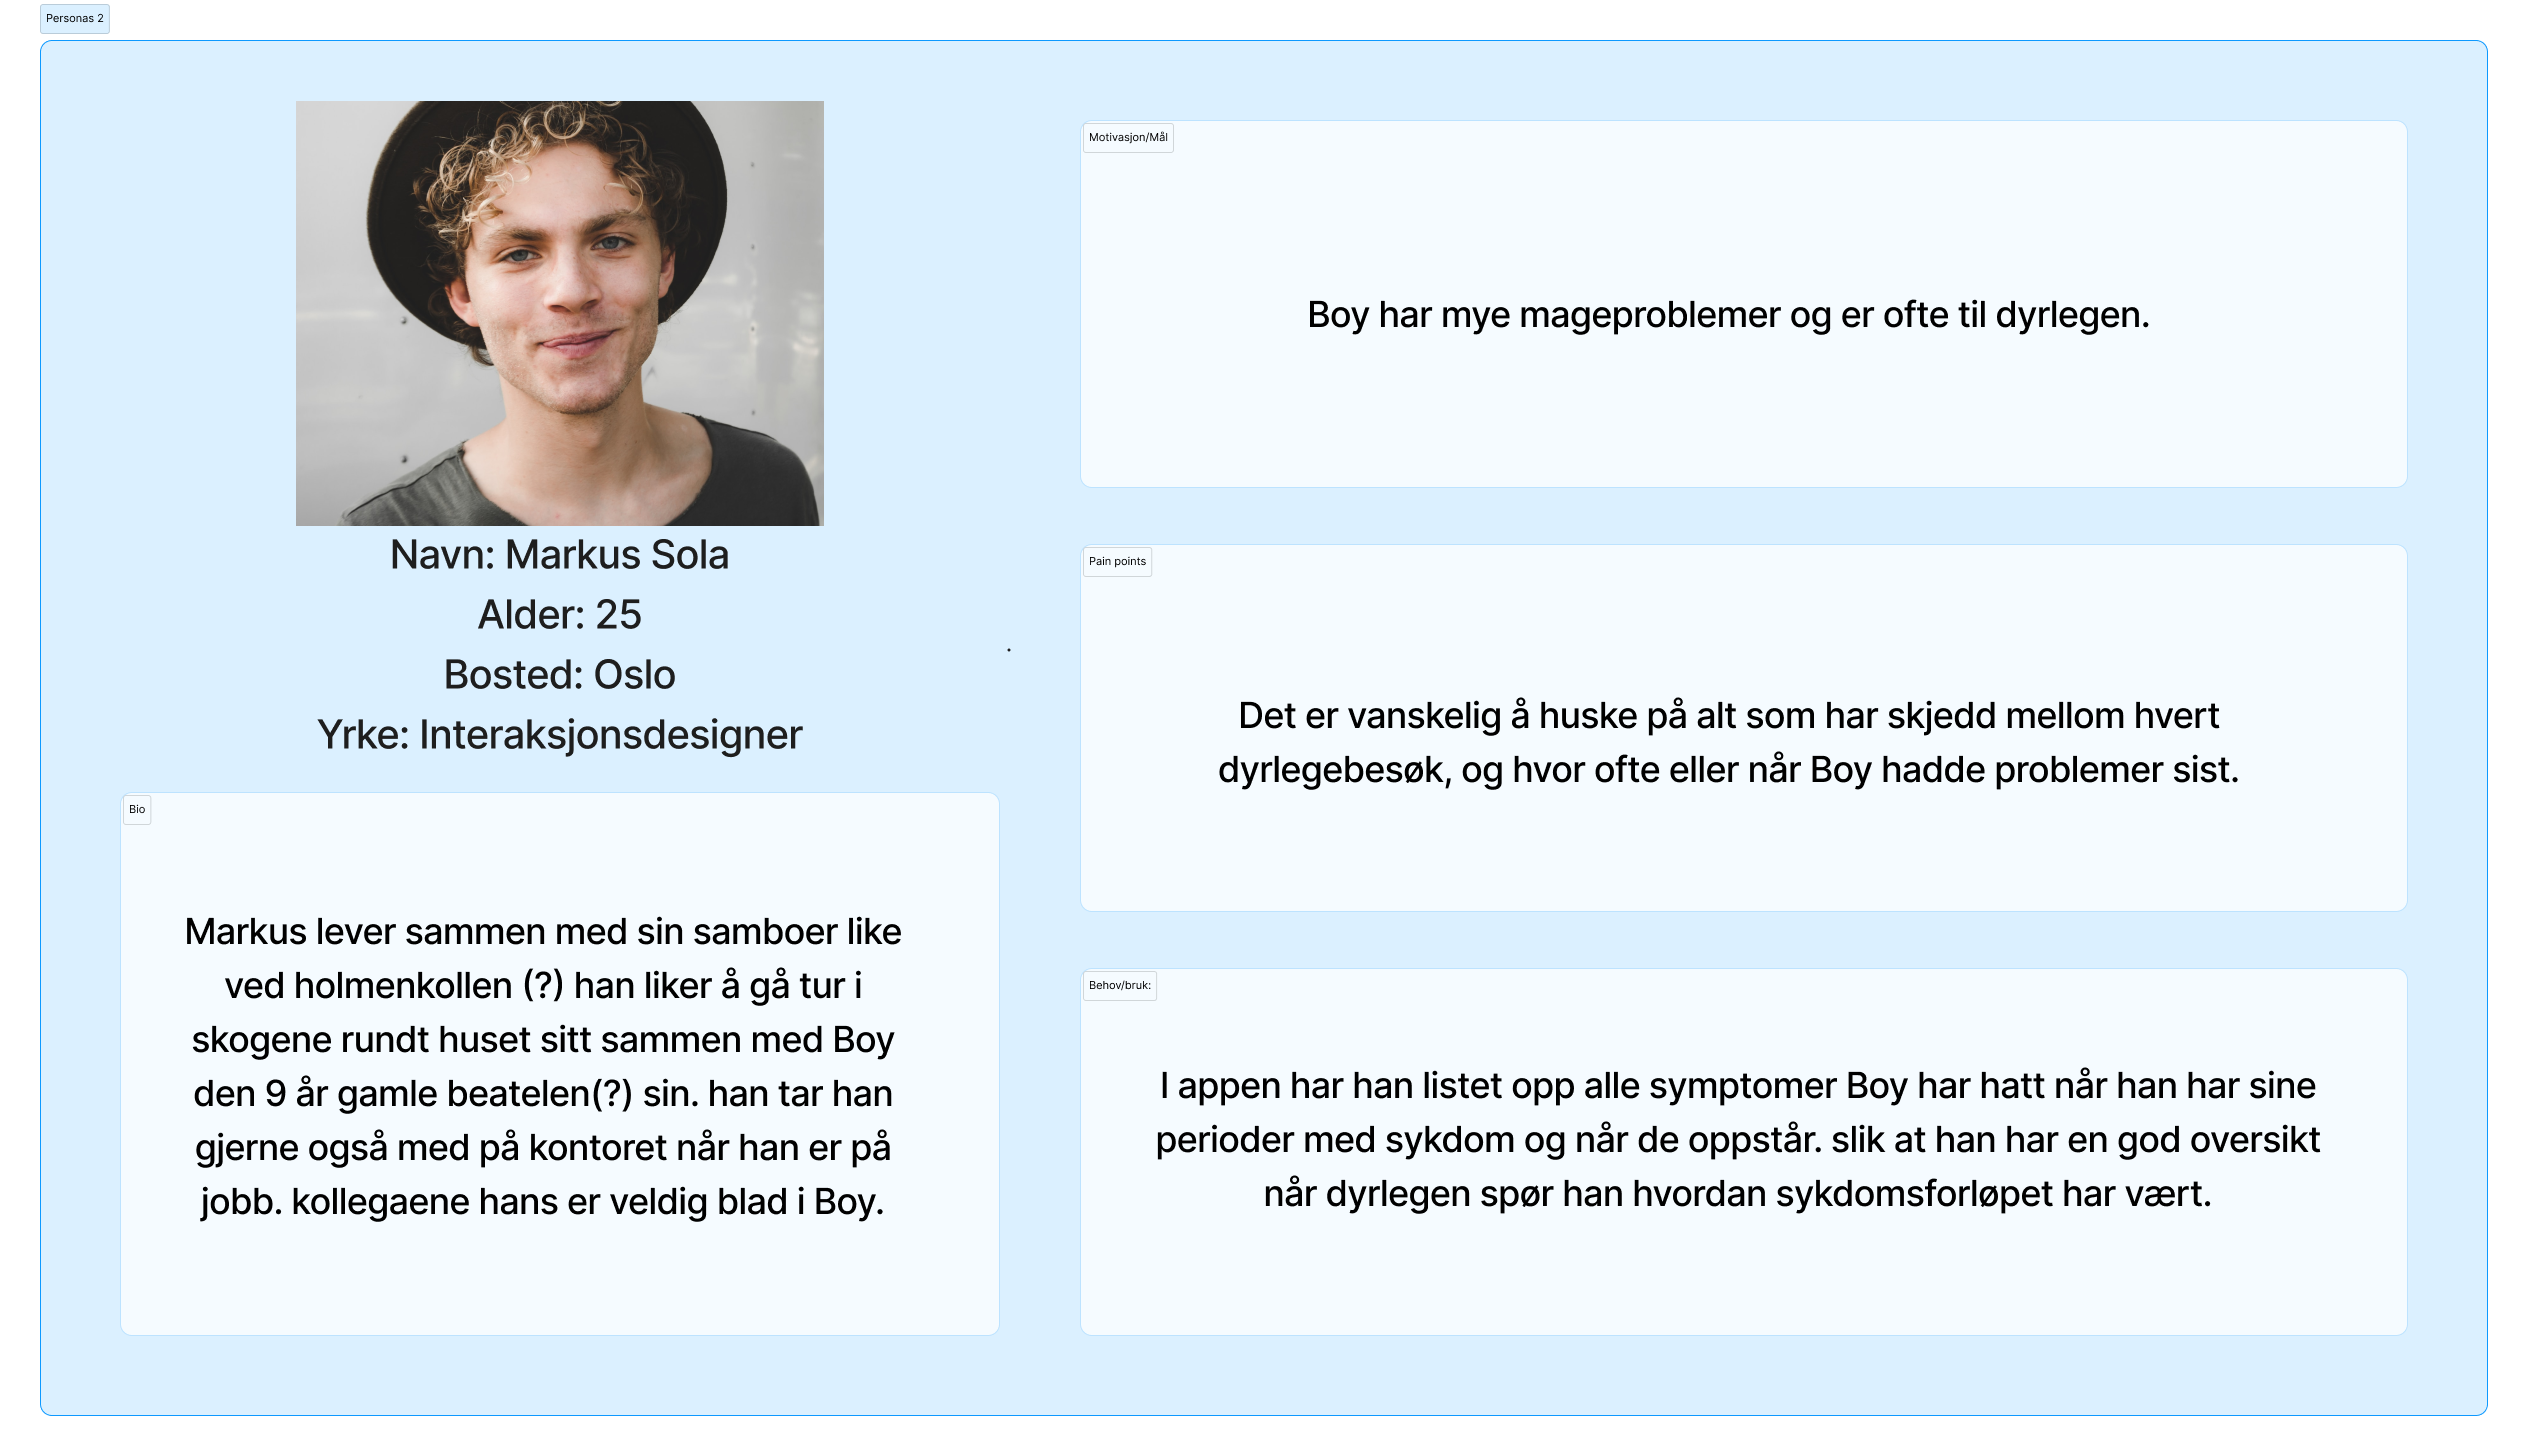 Personas 2
Navn: Markus Sola
Alder: 25
Bosted: Oslo
Yrke: Interaksjonsdesigner
Bio
Markus lever sammen med sin samboer like
ved holmenkollen (?) han liker å gå tur i
skogene rundt huset sitt sammen med Boy
den 9 år gamle beatelen(?) sin. han tar han
gjerne også med på kontoret når han er på
jobb. kollegaene hans er veldig blad i Boy.
Motivasjon/Mål
Boy har mye mageproblemer og er ofte til dyrlegen.
Pain points
Det er vanskelig å huske på alt som har skjedd mellom hvert
dyrlegebesøk, og hvor ofte eller når Boy hadde problemer sist.
Behov/bruk:
I appen har han listet opp alle symptomer Boy har hatt når han har sine
perioder med sykdom og når de oppstår. slik at han har en god oversikt
når dyrlegen spør han hvordan sykdomsforløpet har vært.